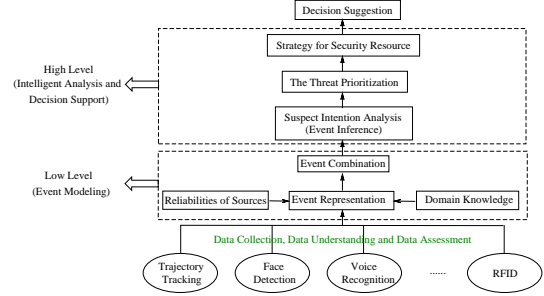 Decision Suggestion
Strategy for Security Resource
High Level
(Intelligent Analysis and
Decision Support)
The Threat Prioritization
Suspect Intention Analysis
(Event Inference)
Event Combination
Low Level
(Event Modeling)
Reliabilities of Sources
Event Representation
Domain Knowledge
Data Collection, Data Understanding and Data Assessment
Trajectory
Tracking
Face
Detection
Voice
Recognition
......
RFID